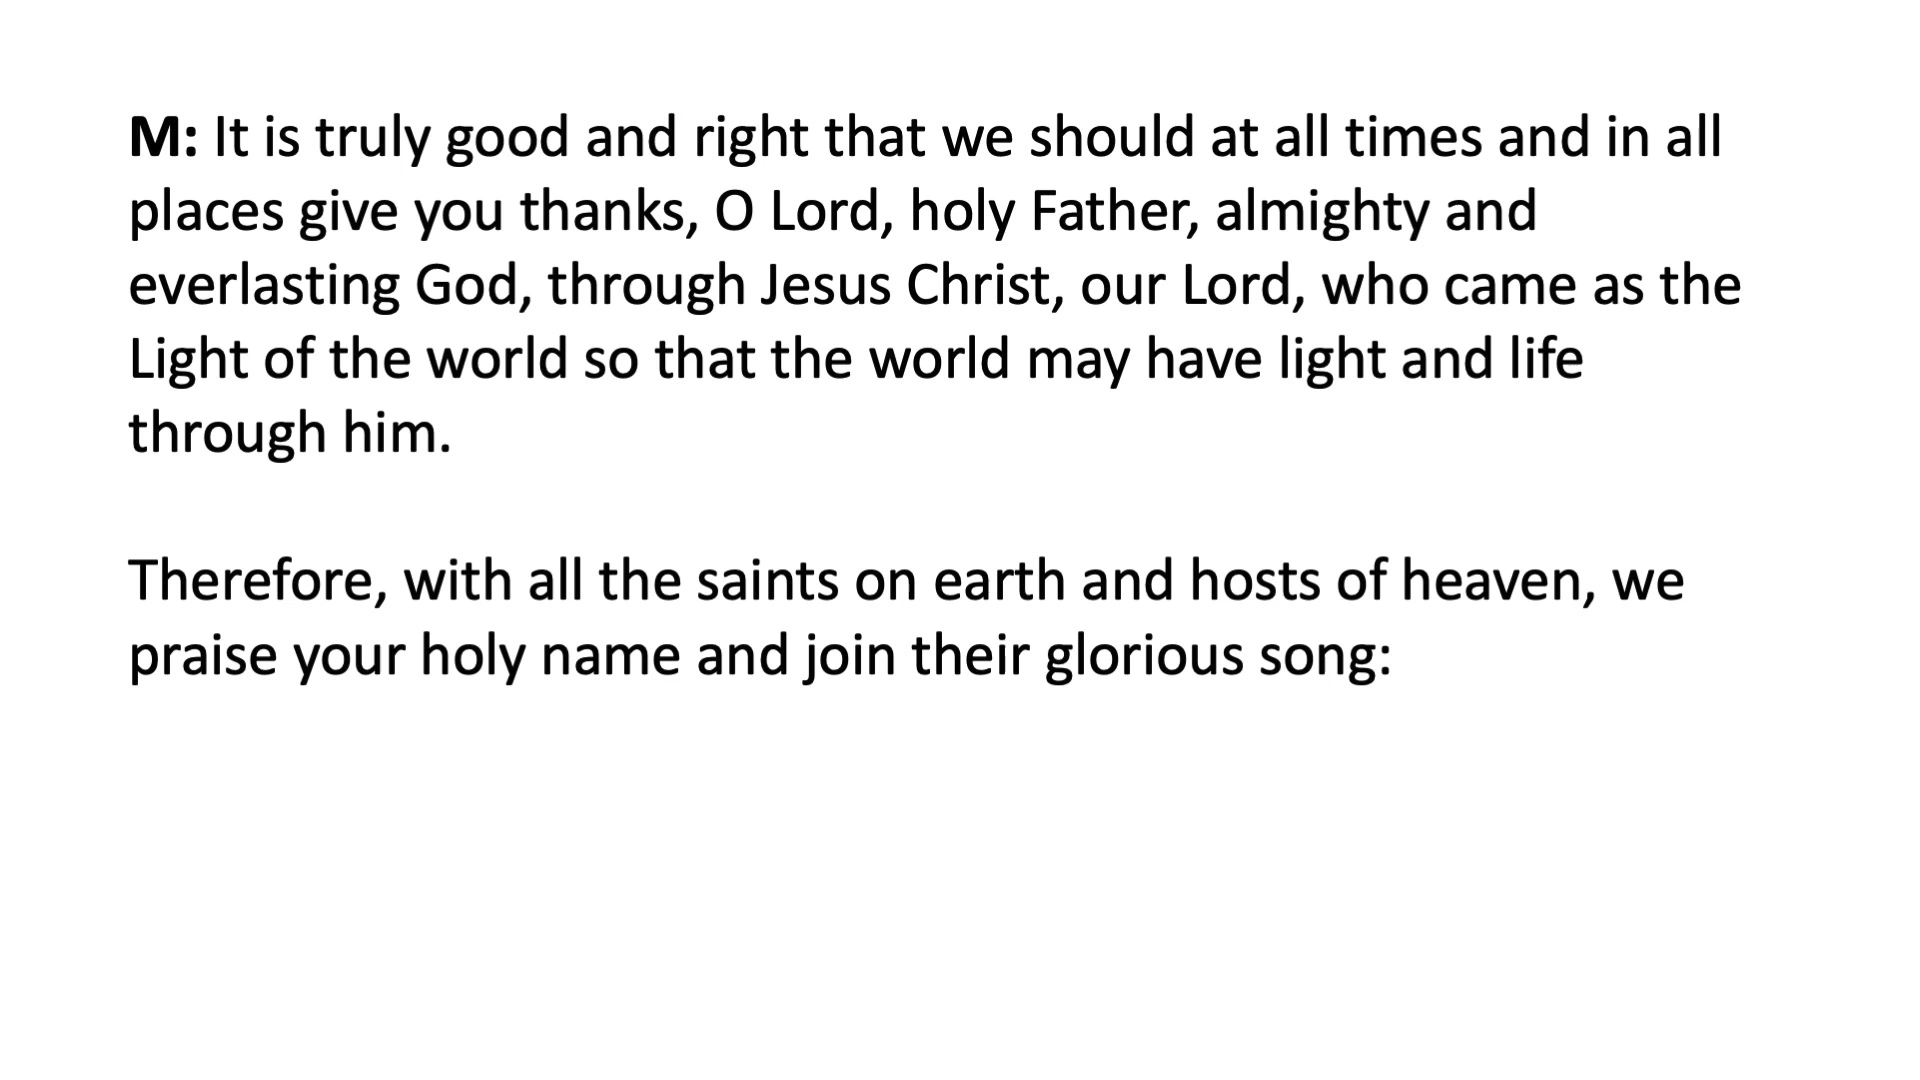 M: It is truly good and right that we should at all times and in all
places give you thanks, O Lord, holy Father, almighty and
everlasting God, through Jesus Christ, our Lord, who came as the
Light of the world so that the world may have light and life
through him.
Therefore, with all the saints on earth and hosts of heaven, we
praise your holy name and join their glorious song: